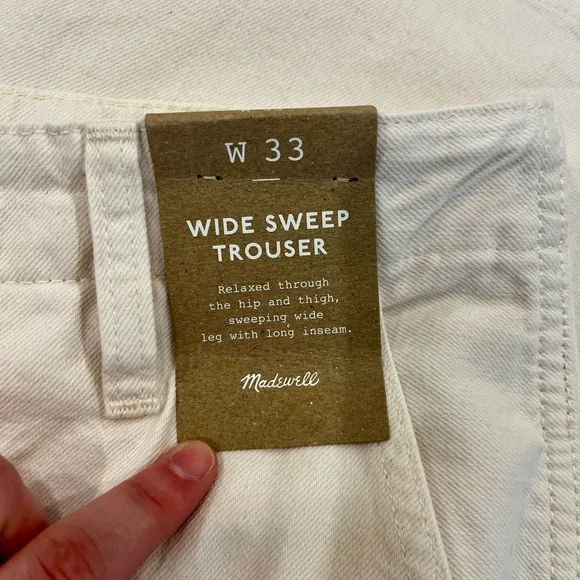 W 33
WIDE SWEEP
TROUSER
Relaxed through
the hip and thigh,
sweeping wide
leg with long inseam.
Madewell